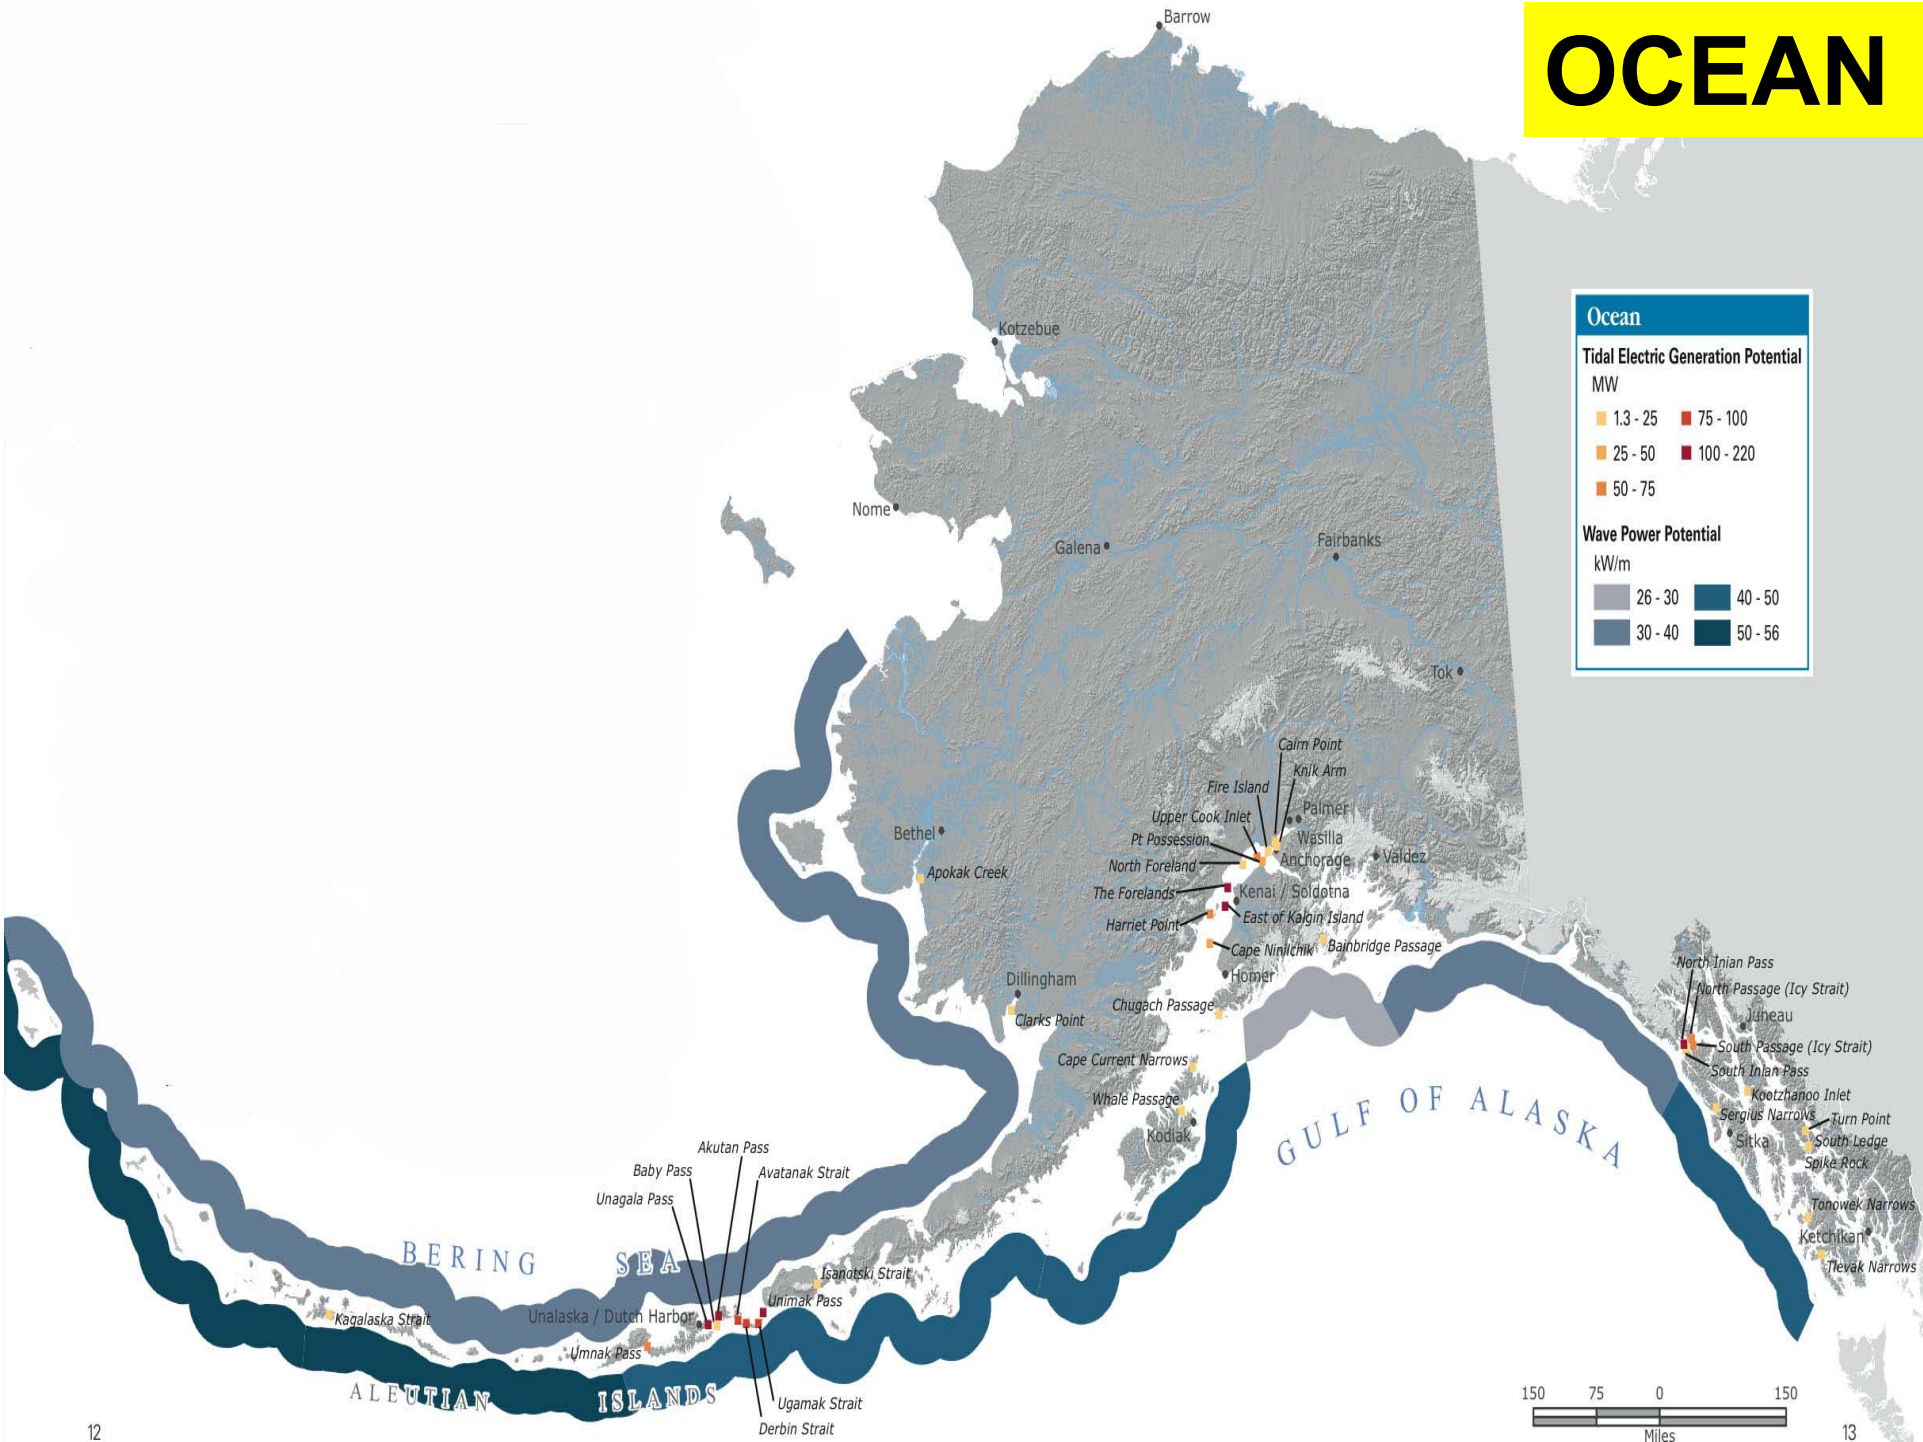 OCEAN
Barrow
Kotzebue
Nome
Galena
Fairbanks
Tok
Ocean
Tidal Electric Generation Potential
MW
1.3 - 25
75 - 100
25 - 50
100 - 220
50 - 75
Wave Power Potential
kW/m
26 - 30
40 - 50
30 - 40
50 - 56
Cairn Point
Knik Arm
Fire Island
Palmer
Upper Cook Inlet
Wasilla
Pt Possession
Anchorage
Valdez
North Foreland
Bethel
Apokak Creek
The Forelands
Kenai / Soldotna
East of Kalgin Island
Harriet Point
Cape Ninilchik
Bainbridge Passage
Homer
Dillingham
Clarks Point
Chugach Passage
Cape Current Narrows
Whale Passage
Kodiak
GULF OF ALASKA
North Inian Pass
North Passage (Icy Strait)
Juneau
South Passage (Icy Strait)
South Inian Pass
Kootzhanoo Inlet
Sergius Narrows
Turn Point
Sitka
South Ledge
Spike Rock
Tonowek Narrows
Ketchikan
Tlevak Narrows
Akutan Pass
Baby Pass
Avatanak Strait
Unagala Pass
BERING SEA
Isanotski Strait
Unimak Pass
Unalaska / Dutch Harbor
Kagalaska Strait
Umnak Pass
ALEUTIAN ISLANDS
Ugamak Strait
Derbin Strait
150 75 0 150
Miles
12
13